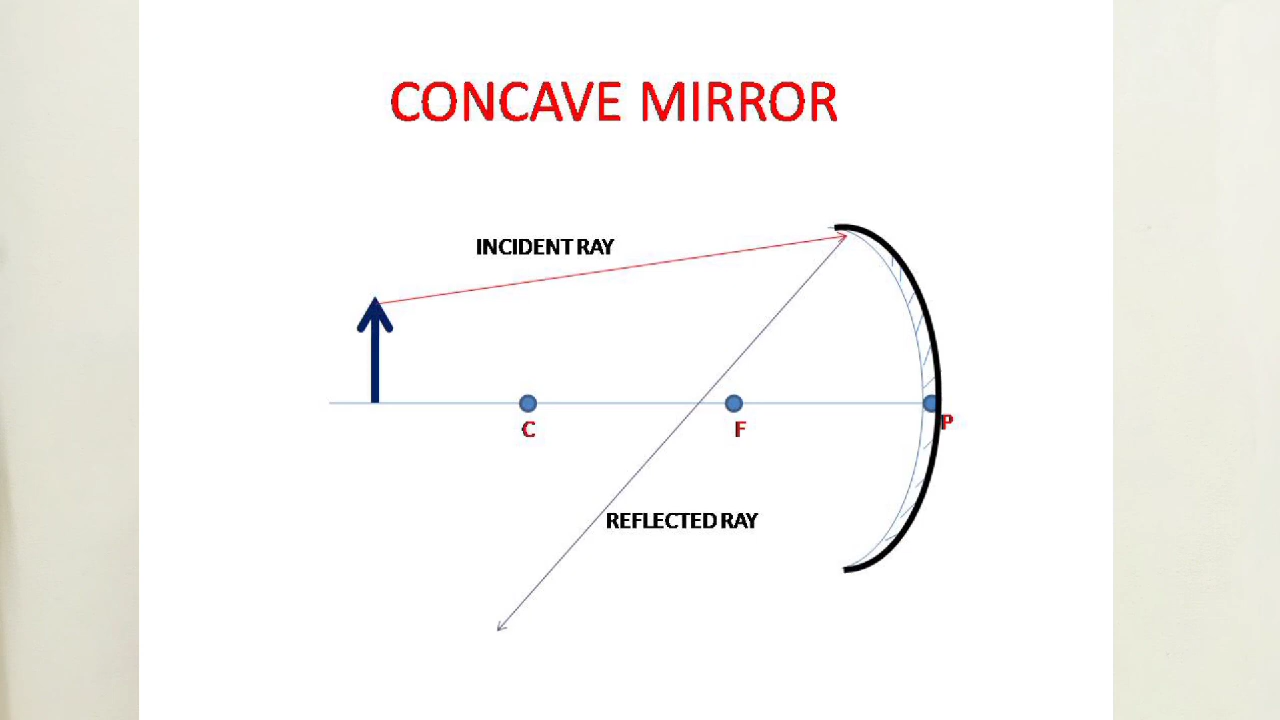 CONCAVE MIRROR
INCIDENT RAY
C
F
P
REFLECTED RAY